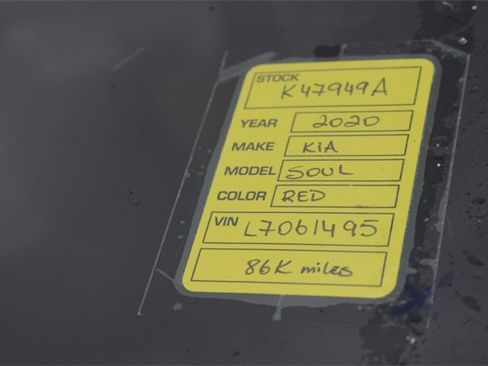 STOCK
K47949A
YEAR 2020
MAKE KIA
MODEL SOUL
COLOR RED
VIN L7061495
86K miles